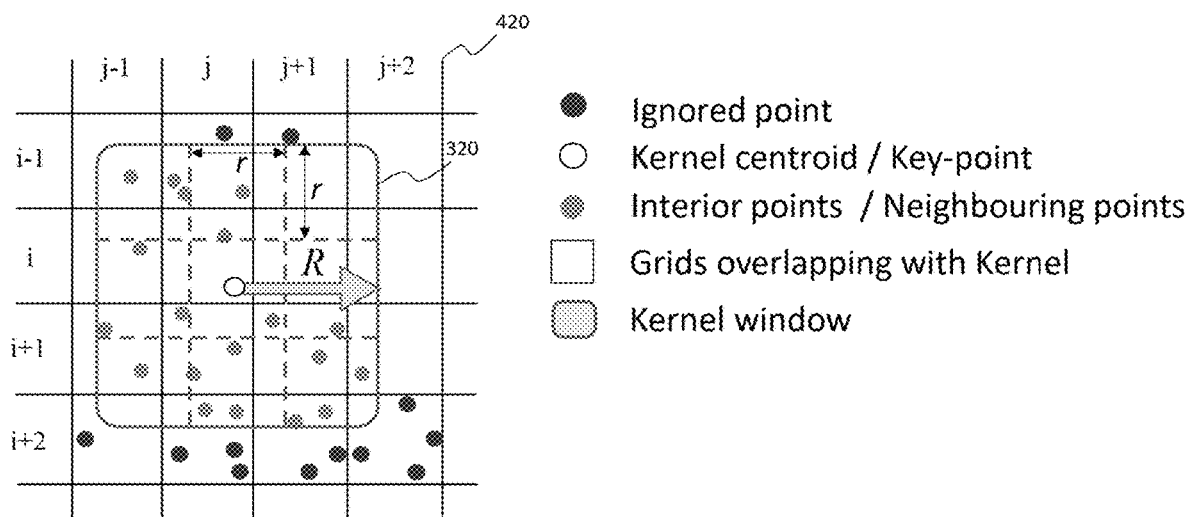 420
j-1 j j+1 j+2
i-1
i
i+1
i+2
r
r
R
320
Ignored point
Kernel centroid / Key-point
Interior points / Neighbouring points
Grids overlapping with Kernel
Kernel window